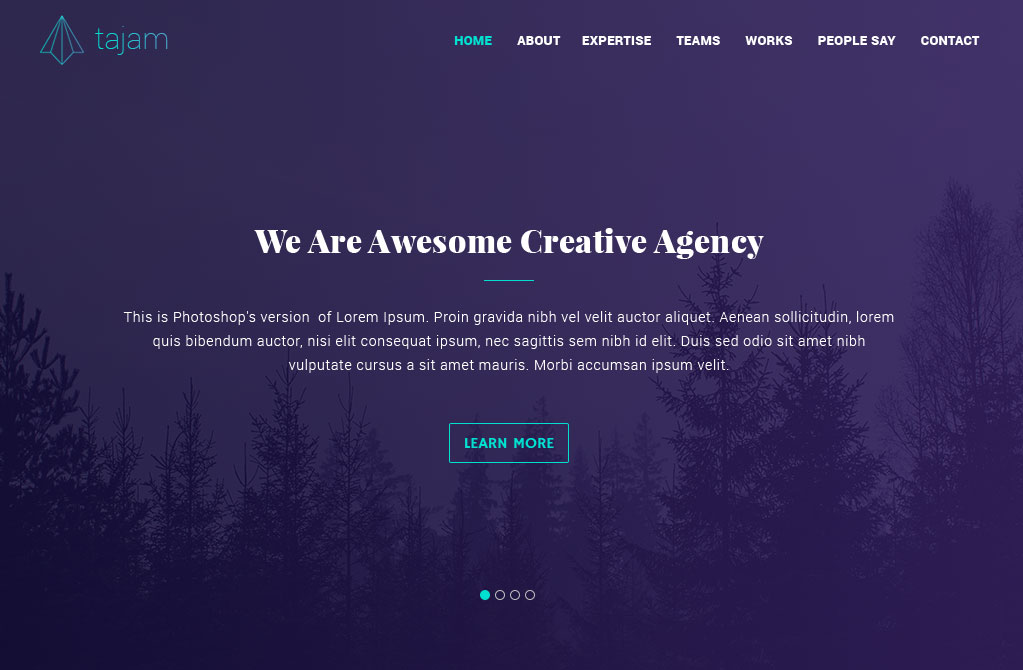 tajam
HOME ABOUT EXPERTISE TEAMS WORKS PEOPLE SAY CONTACT
We Are Awesome Creative Agency
This is Photoshop's version  of Lorem Ipsum. Proin gravida nibh vel velit auctor aliquet. Aenean sollicitudin, lorem
quis bibendum auctor, nisi elit consequat ipsum, nec sagittis sem nibh id elit. Duis sed odio sit amet nibh
vulputate cursus a sit amet mauris. Morbi accumsan ipsum velit.
LEARN MORE